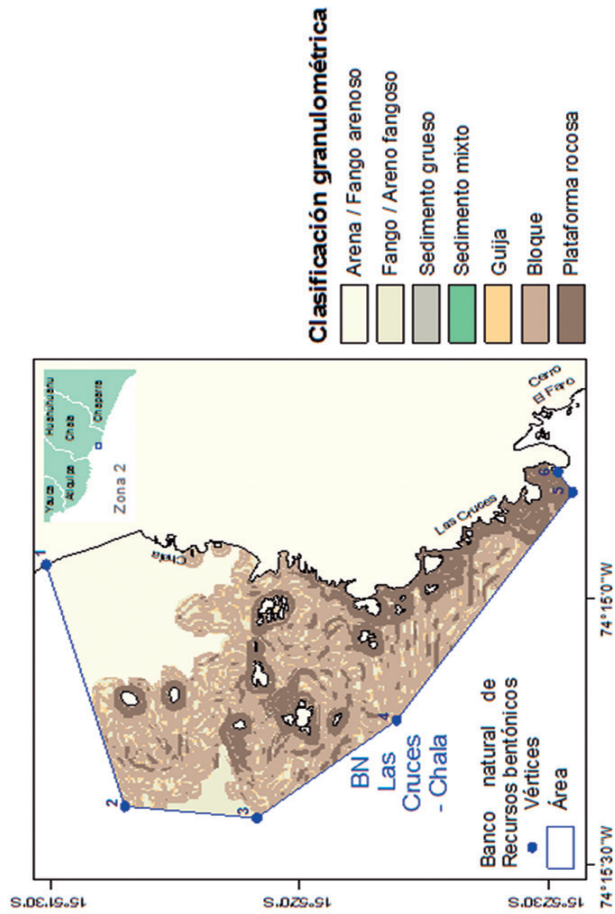 Clasificación granulométrica
Arena / Fango arenoso
Fango / Areno fangoso
Sedimento grueso
Sedimento mixto
Guija
Bloque
Plataforma rocosa
Yauca
Huanuhuanu
Atiquipa
Chala
Chaparra
Zona 2
1
2
3
4
5
6
Chala
Las Cruces
Cerro
El Faro
BN
Las
Cruces
- Chala
Banco natural de
Recursos bentónicos
Vértices
Área
15°51'30"S
15°52'0"S
15°52'30"S
74°15'30"W
74°15'0"W